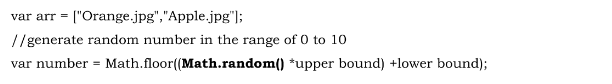 var arr = ["Orange.jpg","Apple.jpg"];
//generate random number in the range of 0 to 10
var number = Math.floor((Math.random() *upper bound) +lower bound);